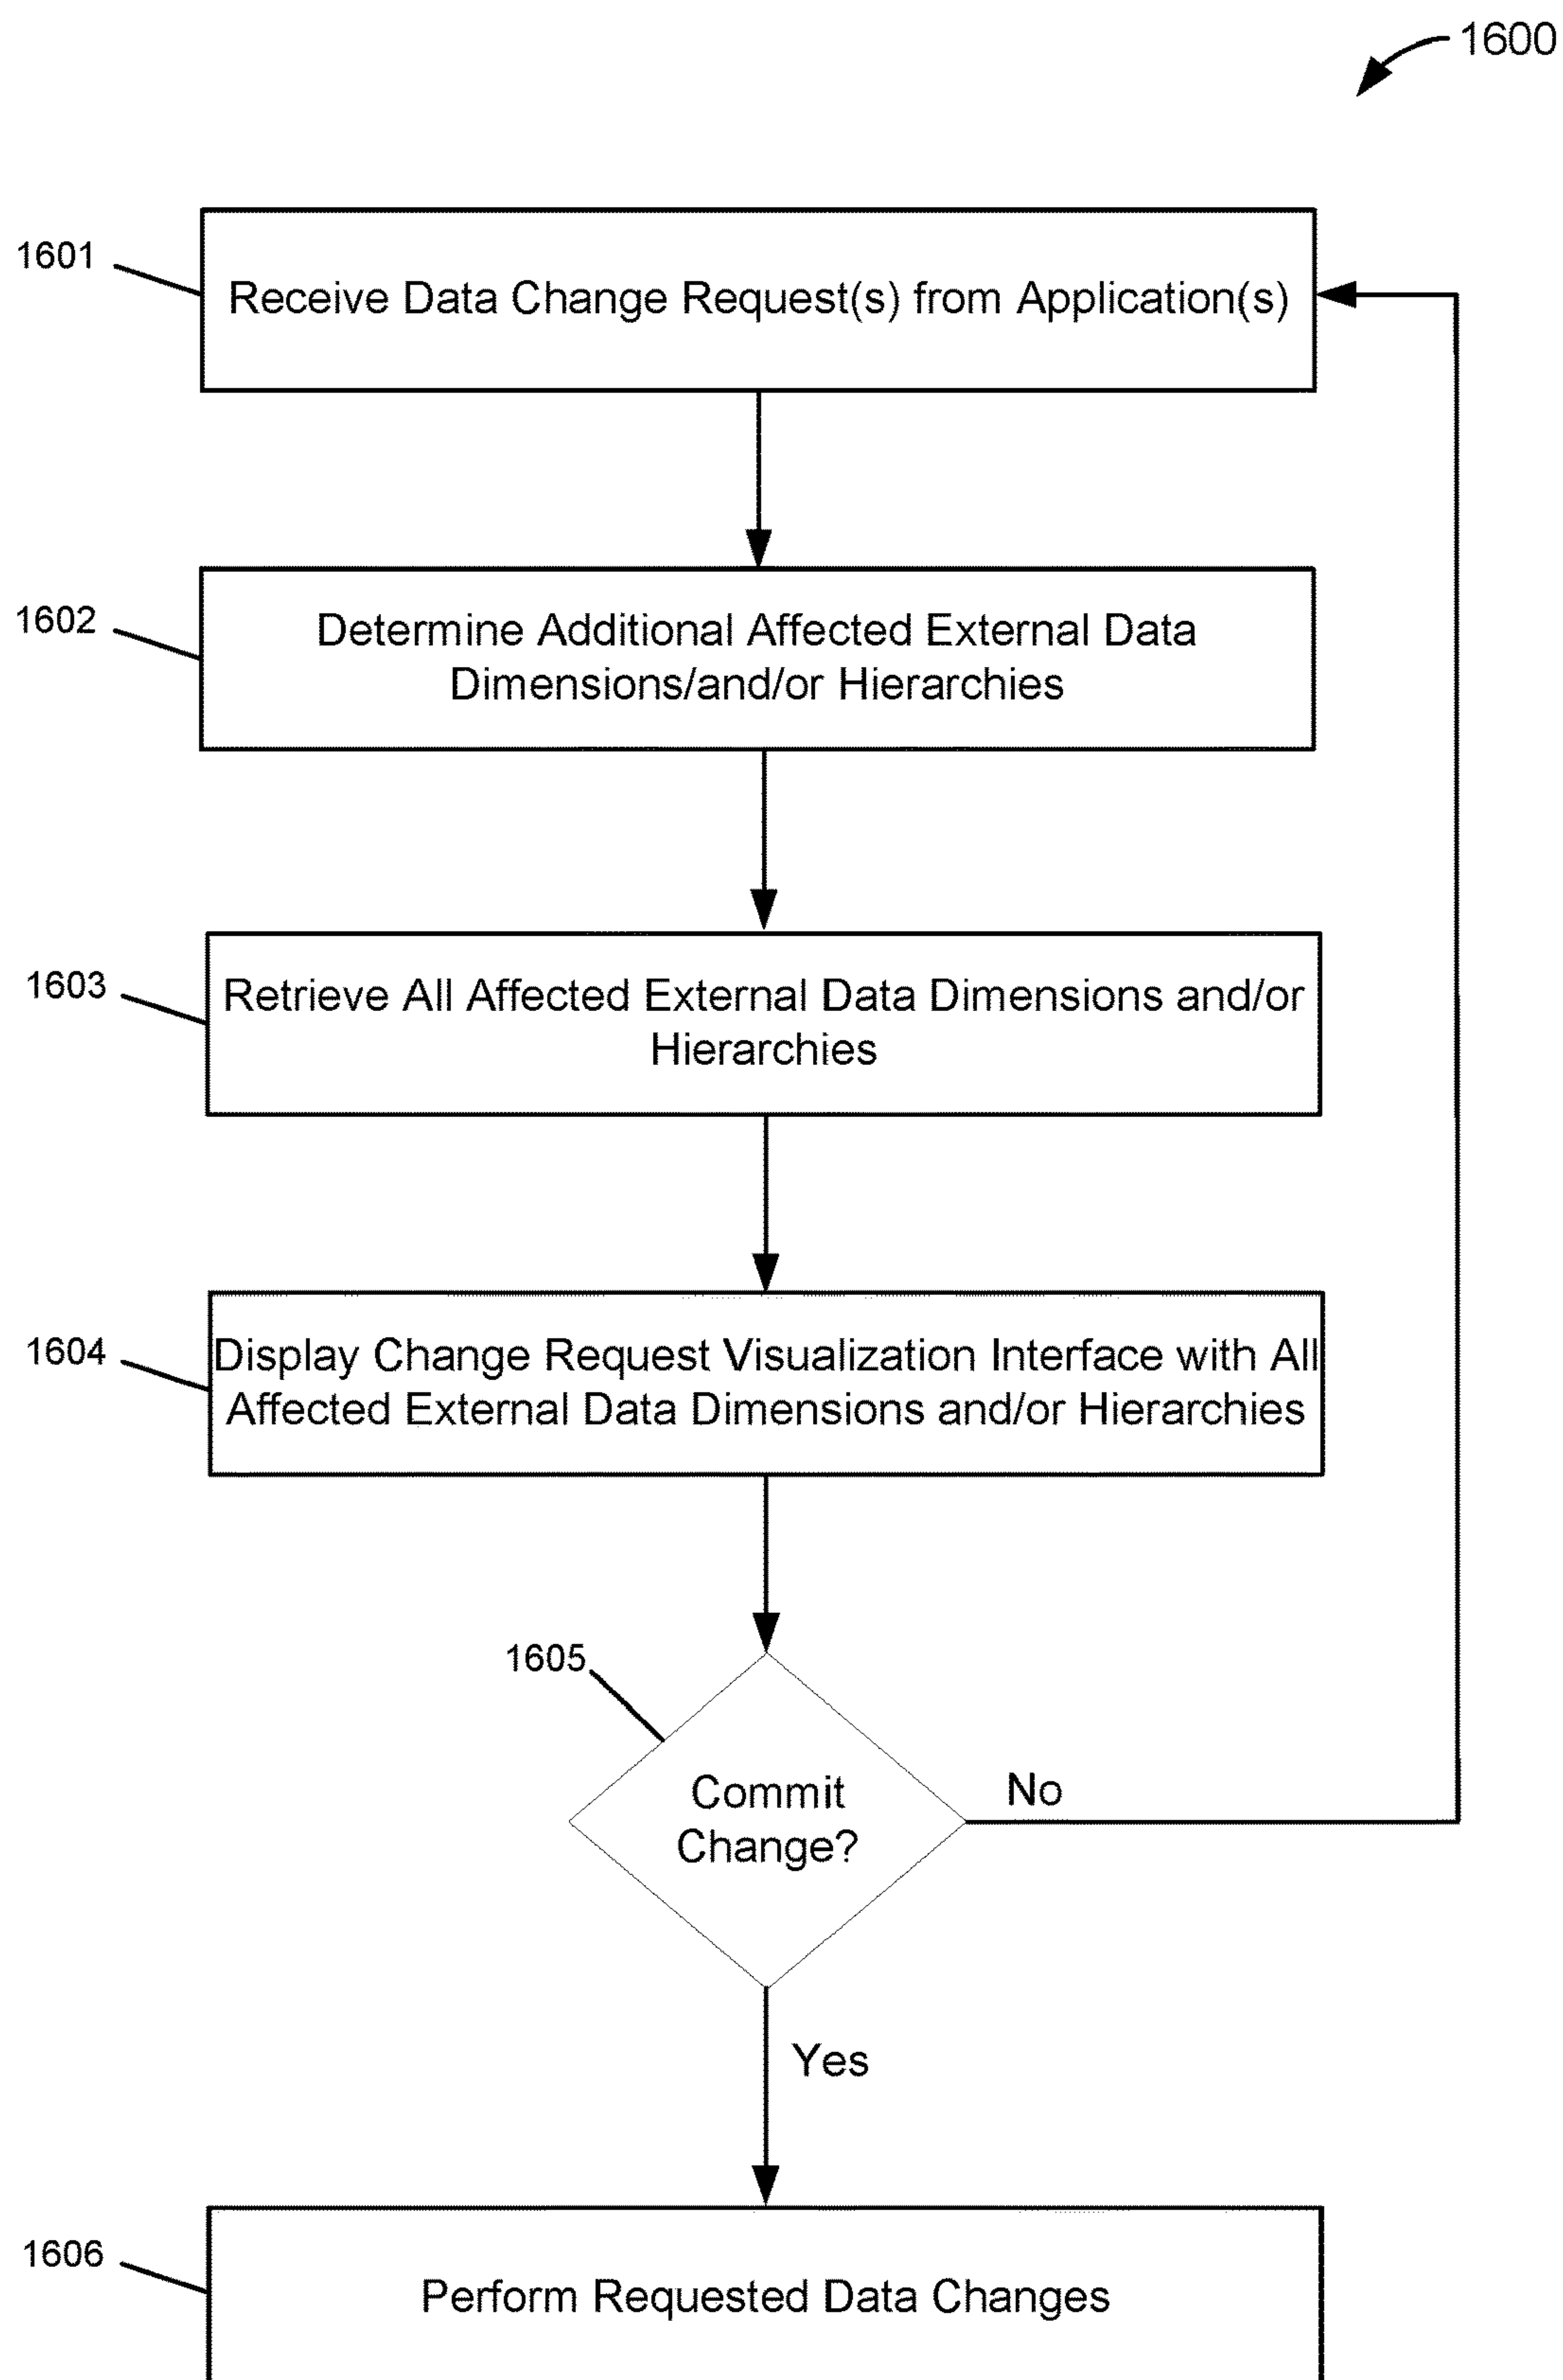 1600
1601
Receive Data Change Request(s) from Application(s)
1602
Determine Additional Affected External Data
Dimensions/and/or Hierarchies
1603
Retrieve All Affected External Data Dimensions and/or
Hierarchies
1604
Display Change Request Visualization Interface with All
Affected External Data Dimensions and/or Hierarchies
1605
Commit
Change?
No
Yes
1606
Perform Requested Data Changes